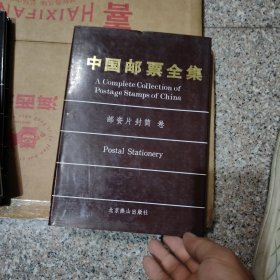 HAIXIFEN
中国邮票全集
A Complete Collection of
Postage Stamps of China
邮资片封简 卷
Postal Stationery
北京燕山出版社